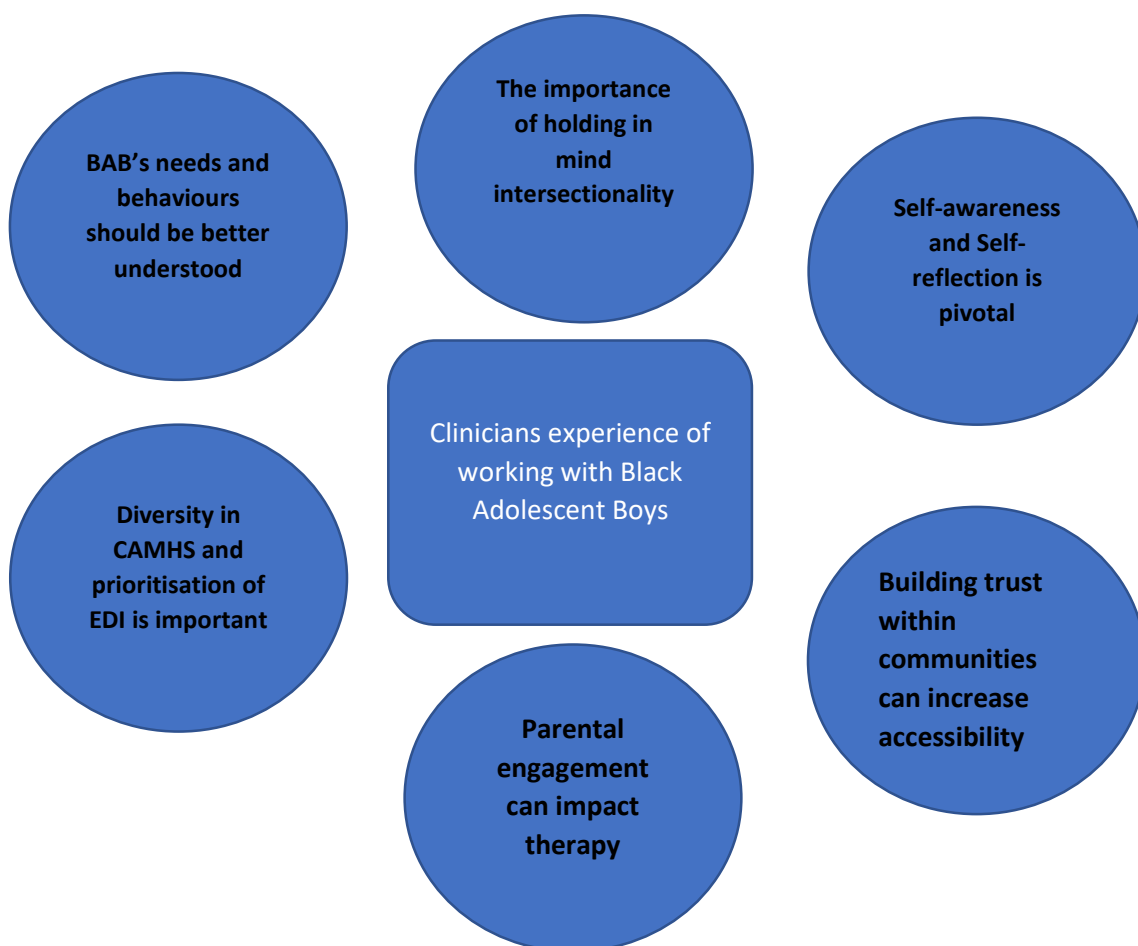 The importance
of holding in
mind
intersectionality
BAB’s needs and
behaviours
should be better
understood
Self-awareness
and Self-
reflection is
pivotal
Clinicians experience of
working with Black
Adolescent Boys
Diversity in
CAMHS and
prioritisation of
EDI is important
Building trust
within
communities
can increase
accessibility
Parental
engagement
can impact
therapy